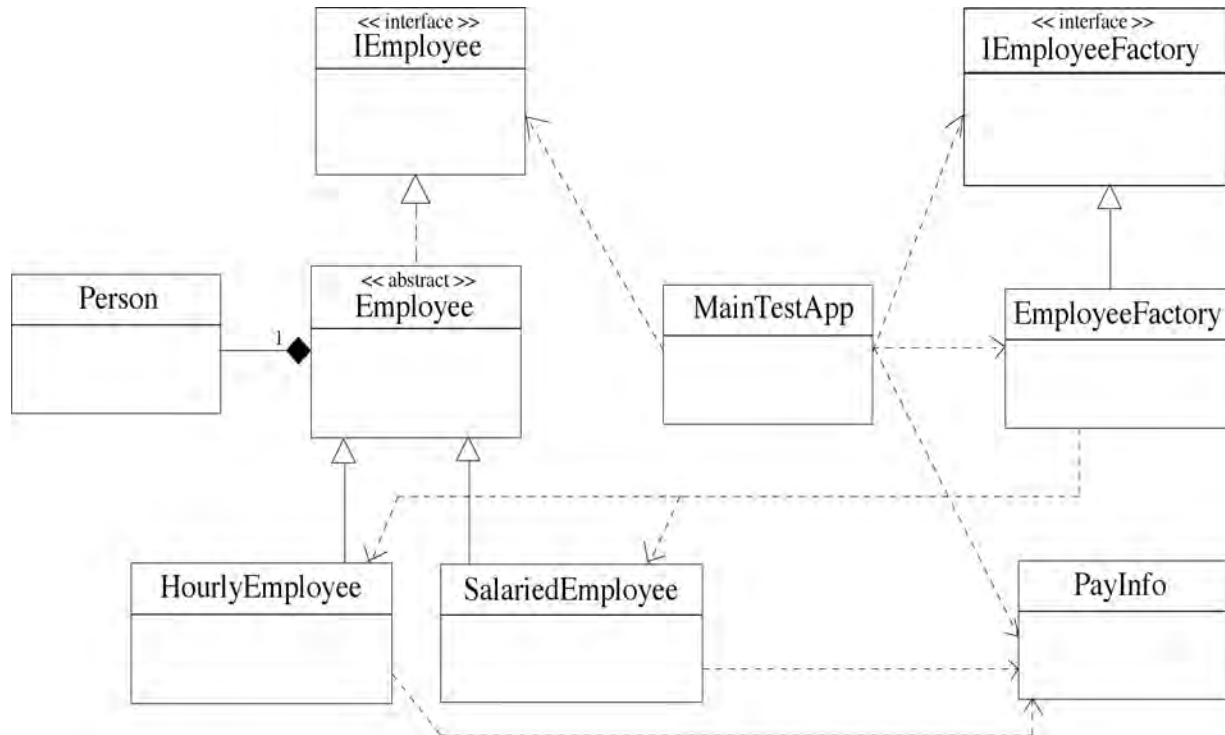 << interface >>
IEmployee
<< interface >>
IEmployeeFactory
Person
1
<< abstract >>
Employee
MainTestApp
EmployeeFactory
HourlyEmployee
SalariedEmployee
PayInfo